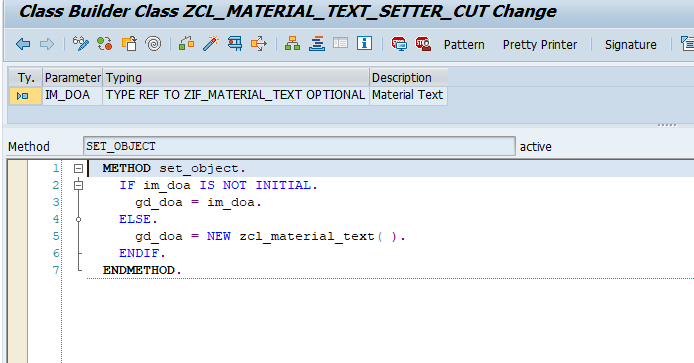 Class Builder Class ZCL_MATERIAL_TEXT_SETTER_CUT Change
Pattern Pretty Printer Signature
Ty. Parameter Typing Description
IM_DOA TYPE REF TO ZIF_MATERIAL_TEXT OPTIONAL Material Text
Method SET_OBJECT active
1 METHOD set_object.
2 IF im_doa IS NOT INITIAL.
3 gd_doa = im_doa.
4 ELSE.
5 gd_doa = NEW zcl_material_text( ).
6 ENDIF.
7 ENDMETHOD.